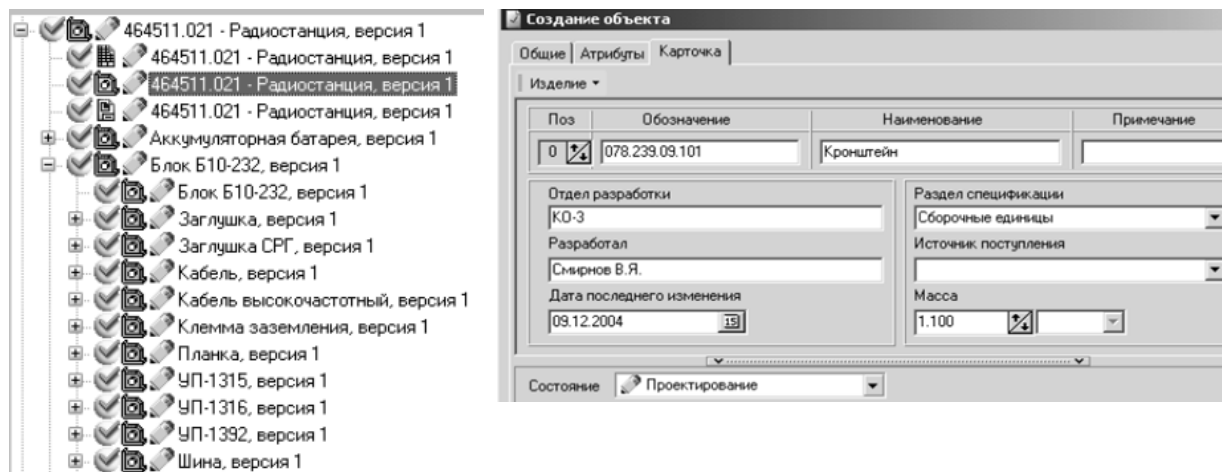 464511.021 - Радиостанция, версия 1
464511.021 - Радиостанция, версия 1
464511.021 - Радиостанция, версия 1
464511.021 - Радиостанция, версия 1
Аккумуляторная батарея, версия 1
Блок Б10-232, версия 1
Блок Б10-232, версия 1
Заглушка, версия 1
Заглушка СРГ, версия 1
Кабель, версия 1
Кабель высокочастотный, версия 1
Клемма заземления, версия 1
Планка, версия 1
УП-1315, версия 1
УП-1316, версия 1
УП-1392, версия 1
Шина, версия 1
Создание объекта
Общие Атрибуты Карточка
Изделие
Поз Обозначение Наименование Примечание
0 078.239.09.101 Кронштейн
Отдел разработки
КО-3
Разработал
Смирнов В.Я.
Дата последнего изменения
09.12.2004 15
Раздел спецификации
Сборочные единицы
Источник поступления
Масса
1.100
Состояние Проектирование